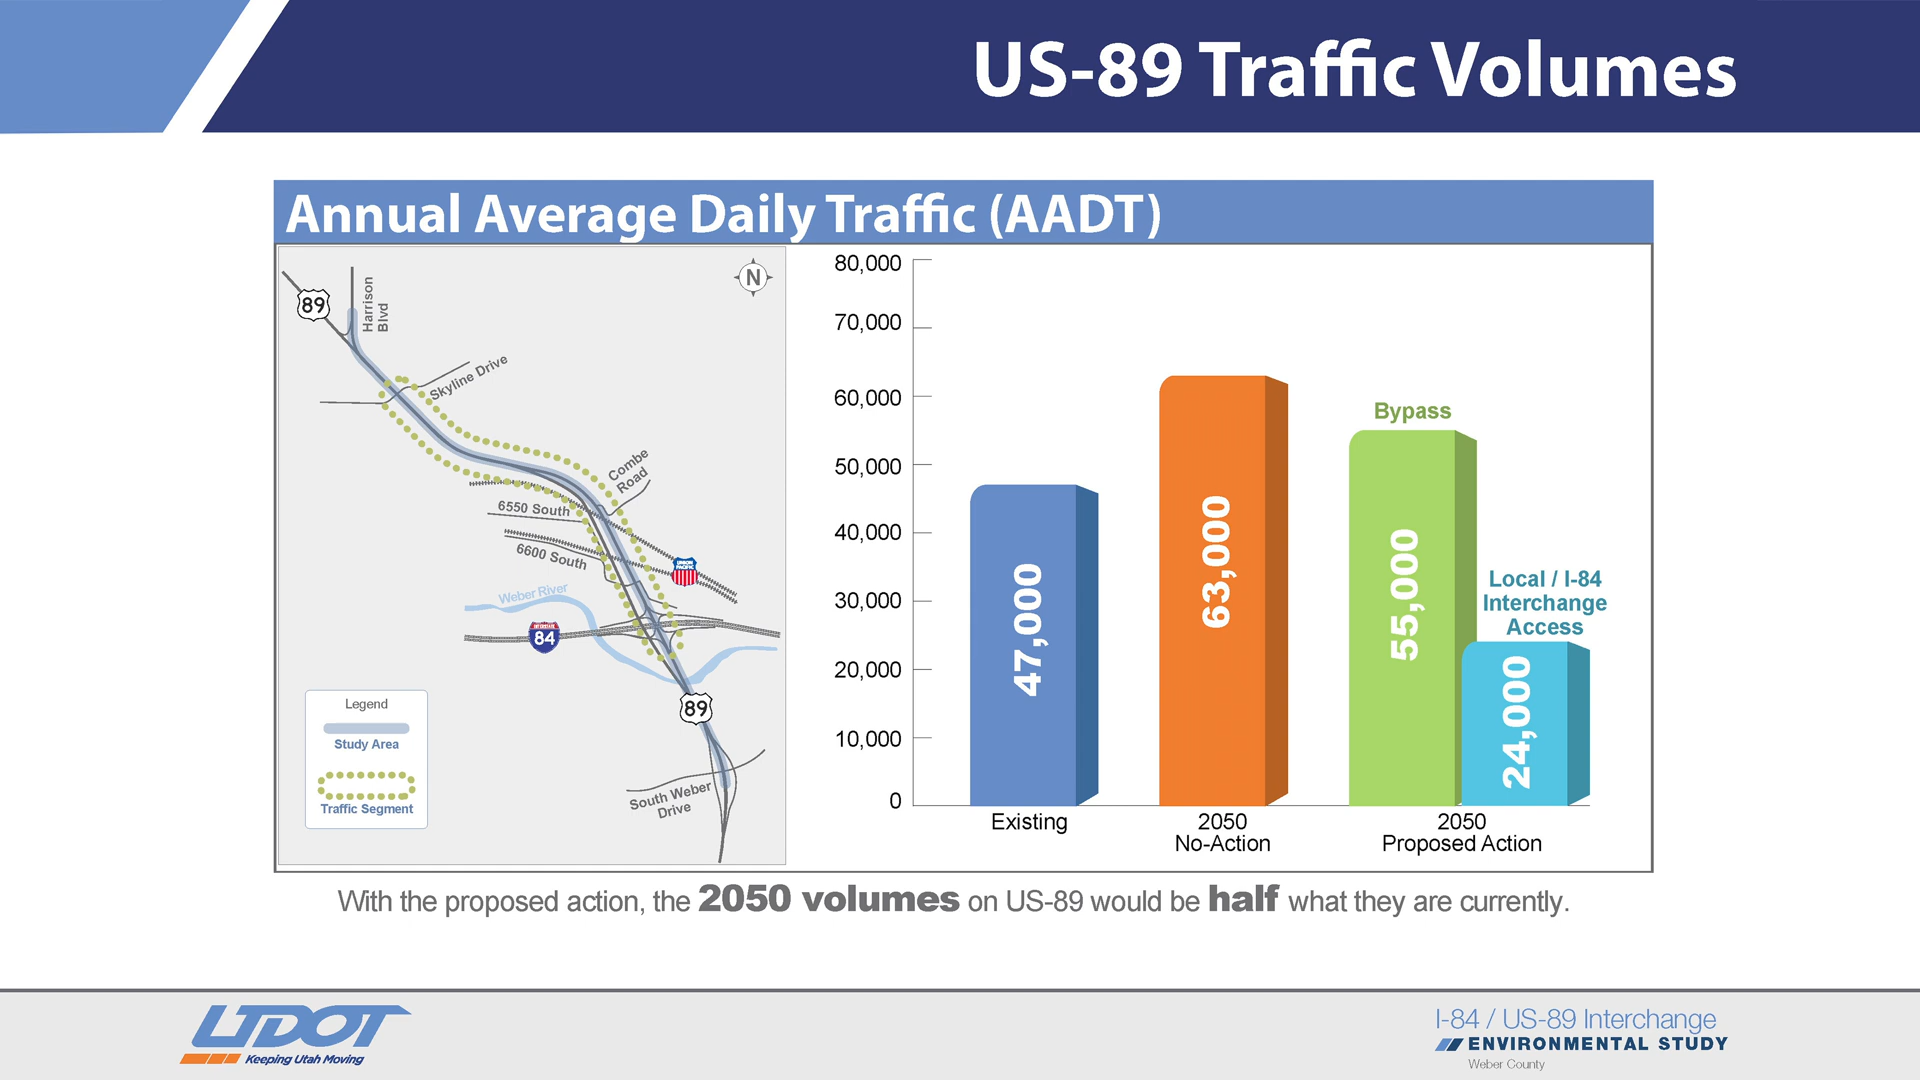 US-89 Traffic Volumes
Annual Average Daily Traffic (AADT)
N
89
Harrison
Blvd
Skyline Drive
Combe
Road
6550 South
6600 South
UNION
PACIFIC
Weber River
INTERSTATE
84
89
South Weber
Drive
Legend
Study Area
Traffic Segment
80,000
70,000
60,000
50,000
40,000
30,000
20,000
10,000
0
47,000
63,000
Bypass
55,000
Local / I-84
Interchange
Access
24,000
Existing
2050
No-Action
2050
Proposed Action
With the proposed action, the 2050 volumes on US-89 would be half what they are currently.
UDOT
Keeping Utah Moving
I-84 / US-89 Interchange
ENVIRONMENTAL STUDY
Weber County